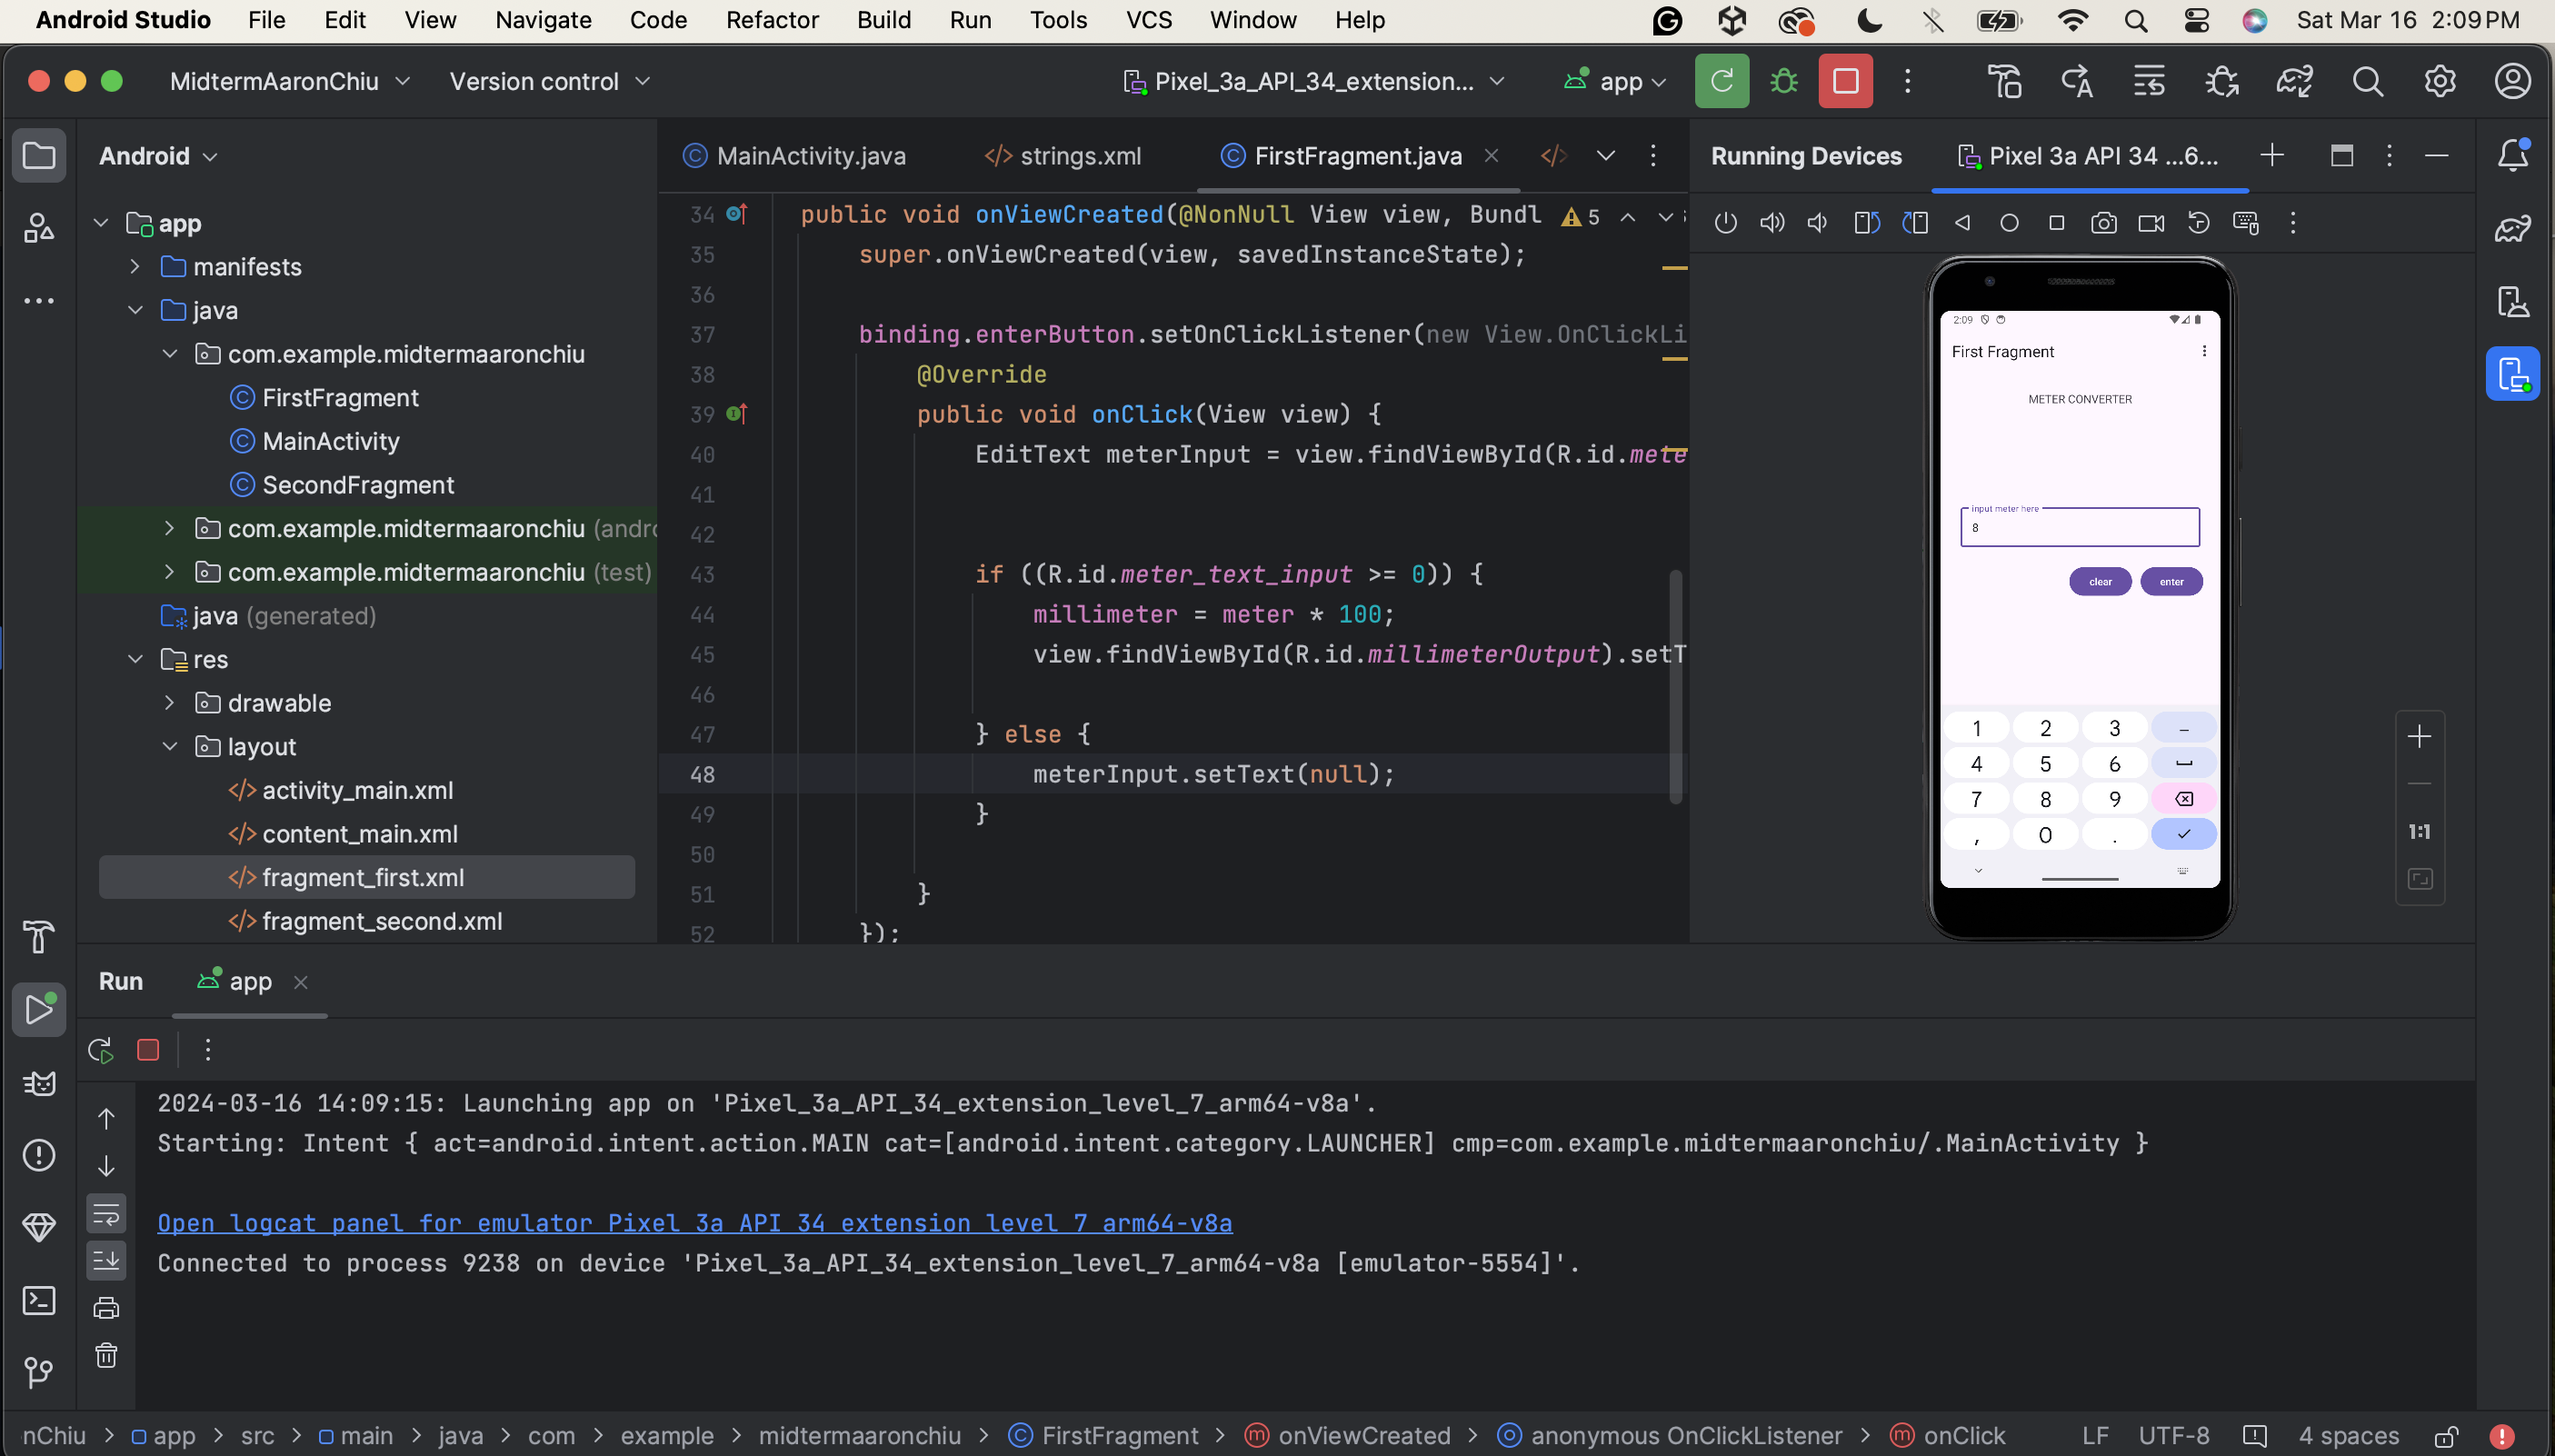 Android Studio File Edit View Navigate Code Refactor Build Run Tools VCS Window Help Sat Mar 16 2:09 PM
MidtermAaronChiu Version control Pixel_3a_API_34_extension... app
Android
app
manifests
java
com.example.midtermaaronchiu
FirstFragment
MainActivity
SecondFragment
com.example.midtermaaronchiu (andro
com.example.midtermaaronchiu (test)
java (generated)
res
drawable
layout
activity_main.xml
content_main.xml
fragment_first.xml
fragment_second.xml
MainActivity.java strings.xml FirstFragment.java
34 public void onViewCreated(@NonNull View view, Bundl 5
35 super.onViewCreated(view, savedInstanceState);
36
37 binding.enterButton.setOnClickListener(new View.OnClickLi
38 @Override
39 public void onClick(View view) {
40 EditText meterInput = view.findViewById(R.id.mete
41
42
43 if ((R.id.meter_text_input >= 0)) {
44 millimeter = meter * 100;
45 view.findViewById(R.id.millimeterOutput).setT
46
47 } else {
48 meterInput.setText(null);
49 }
50
51 }
52 });
Running Devices Pixel 3a API 34 ...6...
2:09
First Fragment
METER CONVERTER
input meter here
8
clear enter
1 2 3 –
4 5 6
7 8 9
, 0 .
1:1
Run app
2024-03-16 14:09:15: Launching app on 'Pixel_3a_API_34_extension_level_7_arm64-v8a'.
Starting: Intent { act=android.intent.action.MAIN cat=[android.intent.category.LAUNCHER] cmp=com.example.midtermaaronchiu/.MainActivity }
Open logcat panel for emulator Pixel 3a API 34 extension level 7 arm64-v8a
Connected to process 9238 on device 'Pixel_3a_API_34_extension_level_7_arm64-v8a [emulator-5554]'.
nChiu > app > src > main > java > com > example > midtermaaronchiu > FirstFragment > onViewCreated > anonymous OnClickListener > onClick LF UTF-8 4 spaces